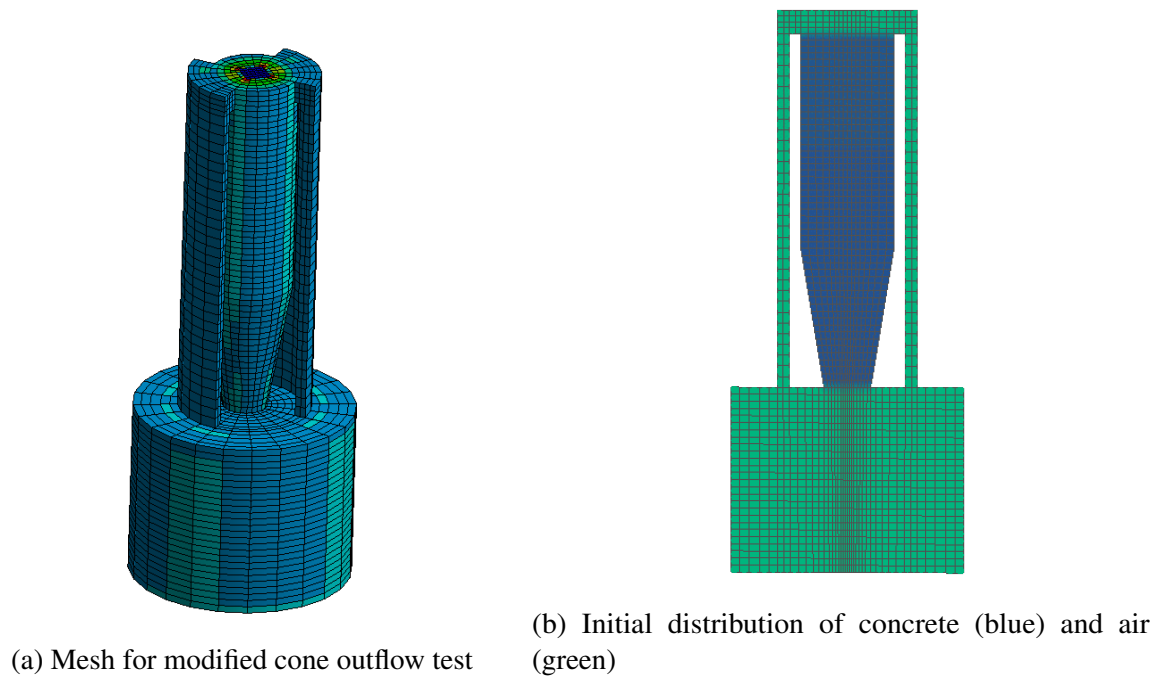 (a) Mesh for modified cone outflow test
(b) Initial distribution of concrete (blue) and air
(green)